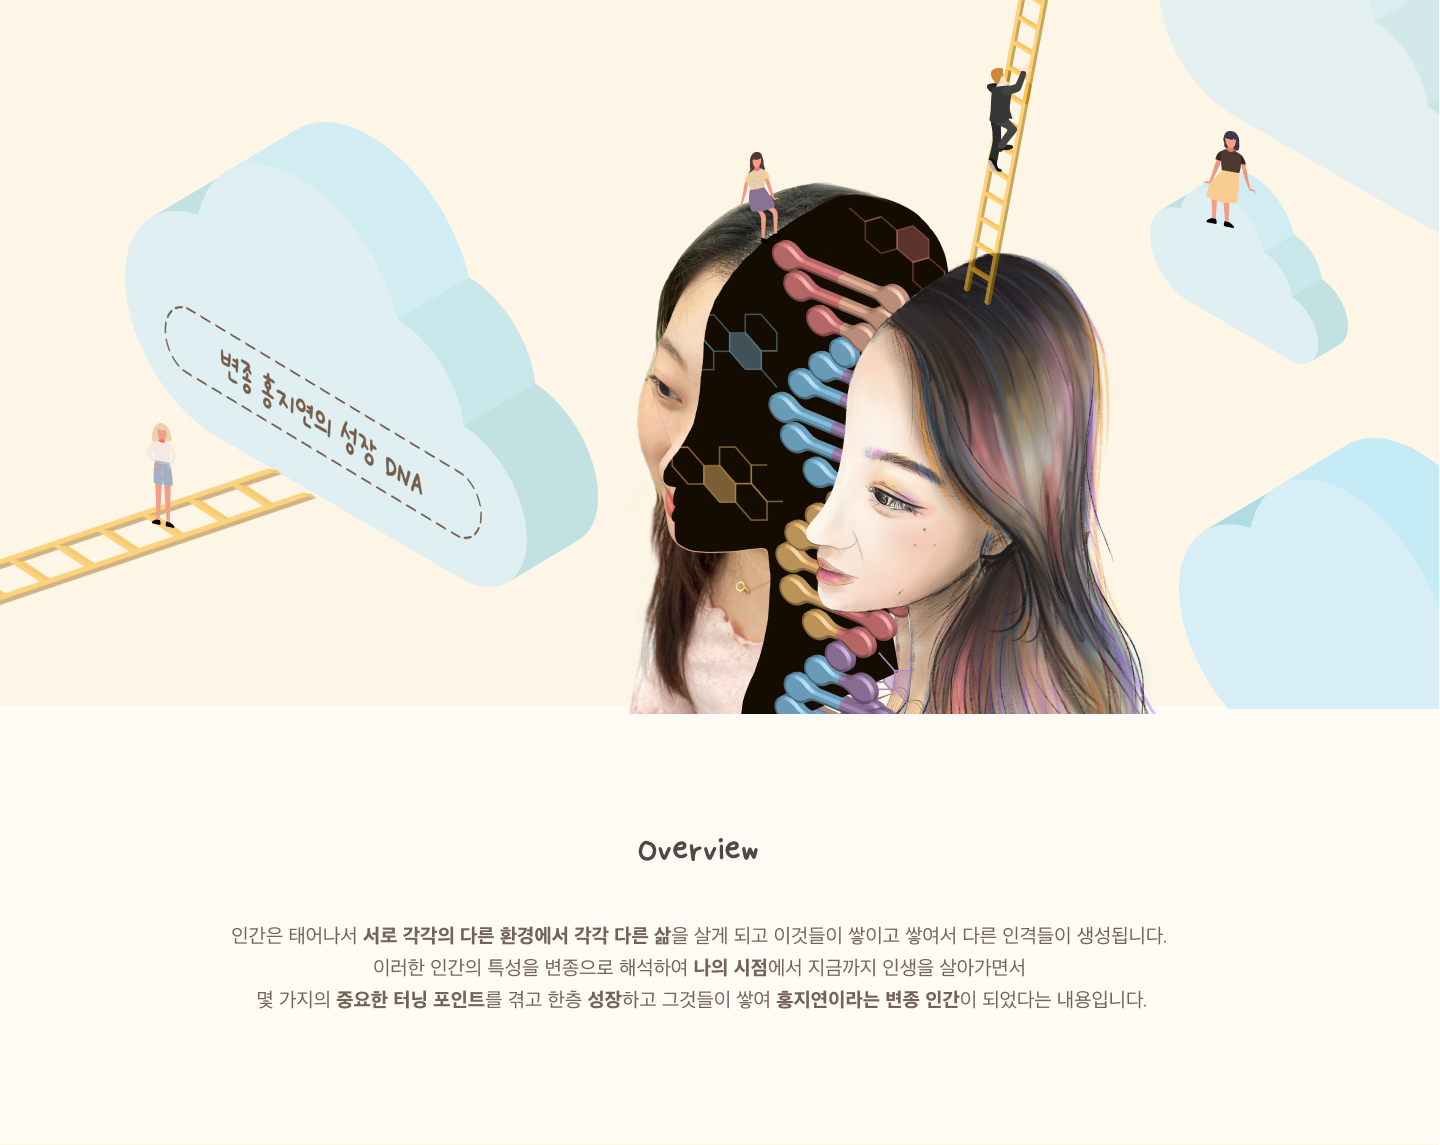 변종 홍지연의 성장 DNA
Overview
인간은 태어나서 서로 각각의 다른 환경에서 각각 다른 삶을 살게 되고 이것들이 쌓이고 쌓여서 다른 인격들이 생성됩니다.
이러한 인간의 특성을 변종으로 해석하여 나의 시점에서 지금까지 인생을 살아가면서
몇 가지의 중요한 터닝 포인트를 겪고 한층 성장하고 그것들이 쌓여 홍지연이라는 변종 인간이 되었다는 내용입니다.